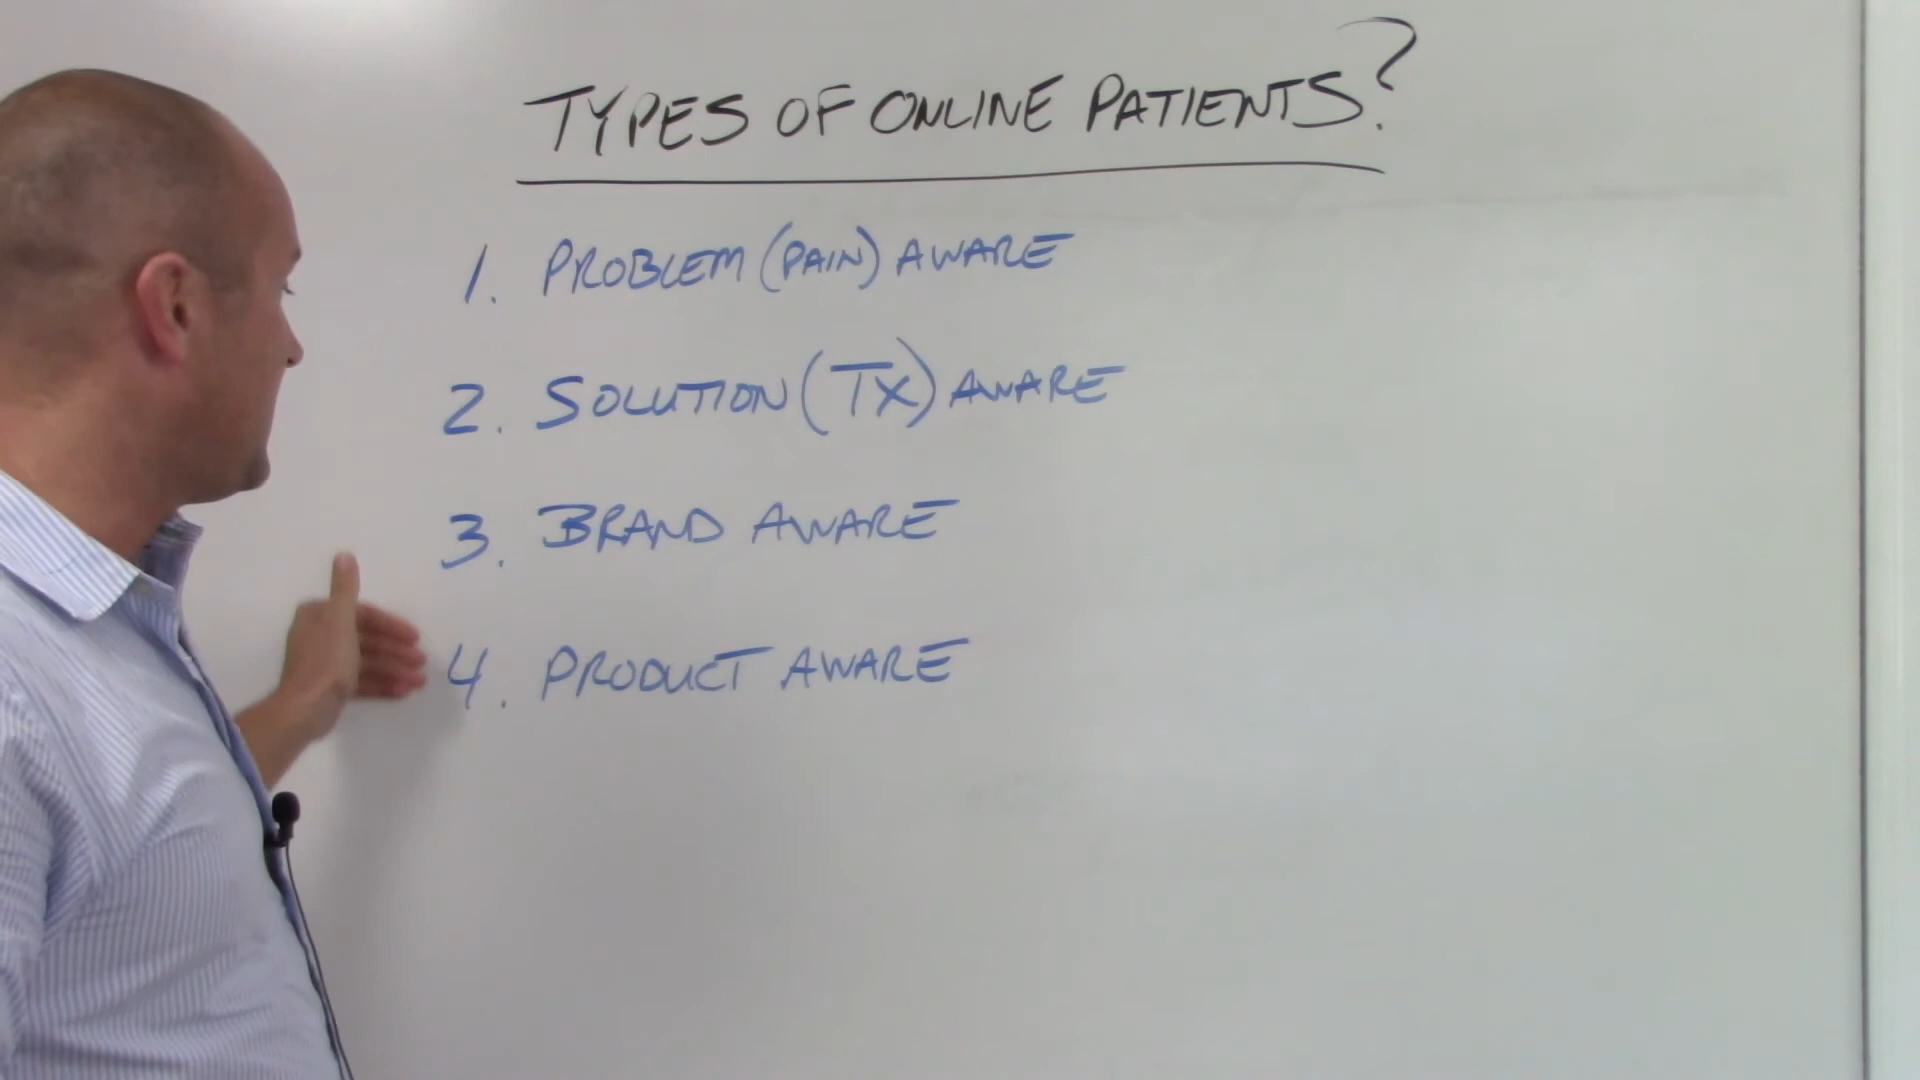 TYPES OF ONLINE PATIENTS?
1. PROBLEM (PAIN) AWARE
2. SOLUTION (TX) AWARE
3. BRAND AWARE
4. PRODUCT AWARE